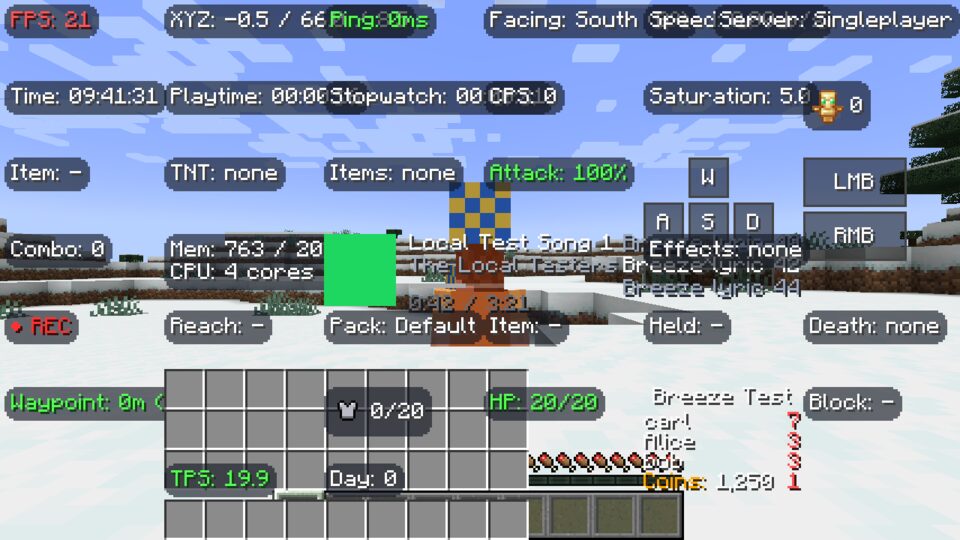 FPS: 21
XYZ: -0.5 / 66
Ping: 0ms
Facing: South
Speed
Server: Singleplayer
Time: 09:41:31
Playtime: 00:00
Stopwatch: 00
CPS: 0
Saturation: 5.0
0
Item: -
TNT: none
Items: none
Attack: 100%
W
LMB
A
S
D
RMB
Combo: 0
Mem: 763 / 20
CPU: 4 cores
Local Test Song 1
The Local Testers
9:42 / 3:21
Effects: none
Breeze lyric 42
Breeze lyric 44
● REC
Reach: -
Pack: Default
Item: -
Held: -
Death: none
Waypoint: 0m (
0/20
HP: 20/20
Breeze Test
carl 7
Alice 3
3
Coins: 1,250 1
Block: -
TPS: 19.9
Day: 0